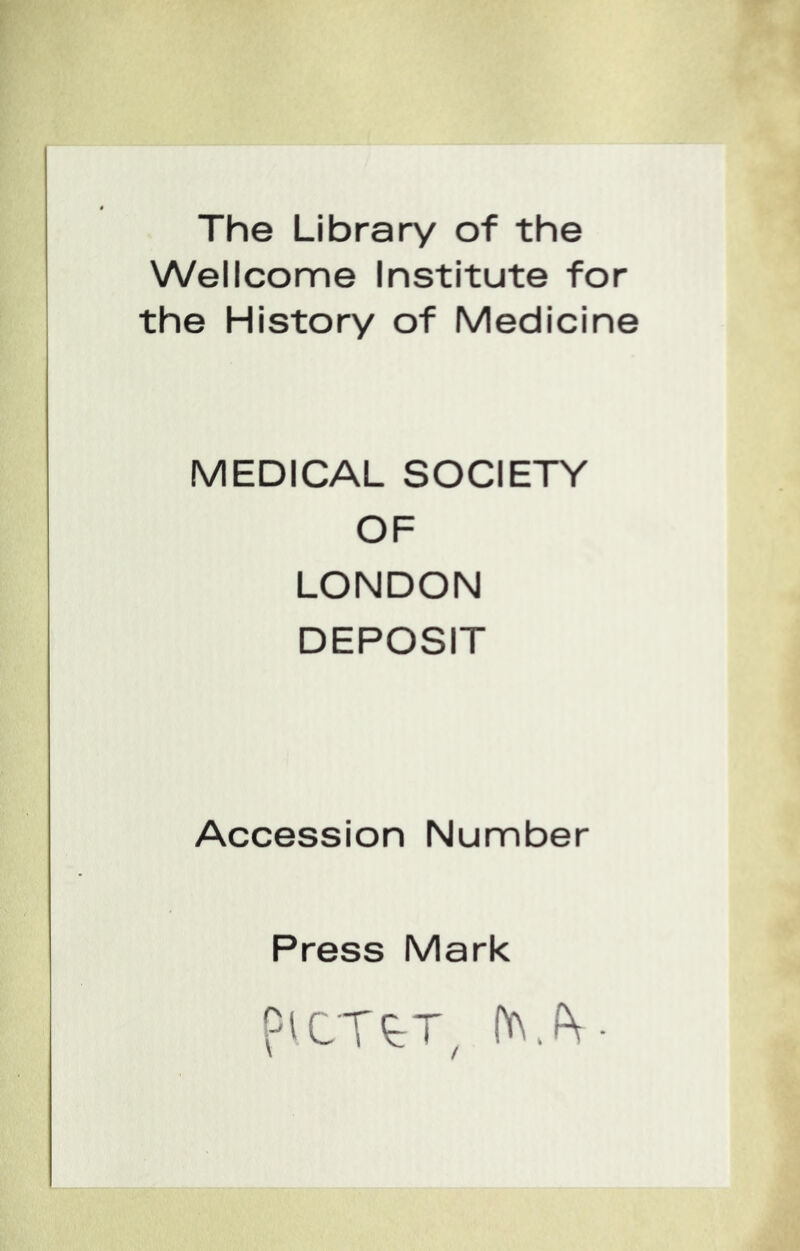 The Library of the
Wellcome Institute for
the History of Medicine
MEDICAL SOCIETY
OF
LONDON
DEPOSIT
Accession Number
Press Mark
PICTET, M.A.